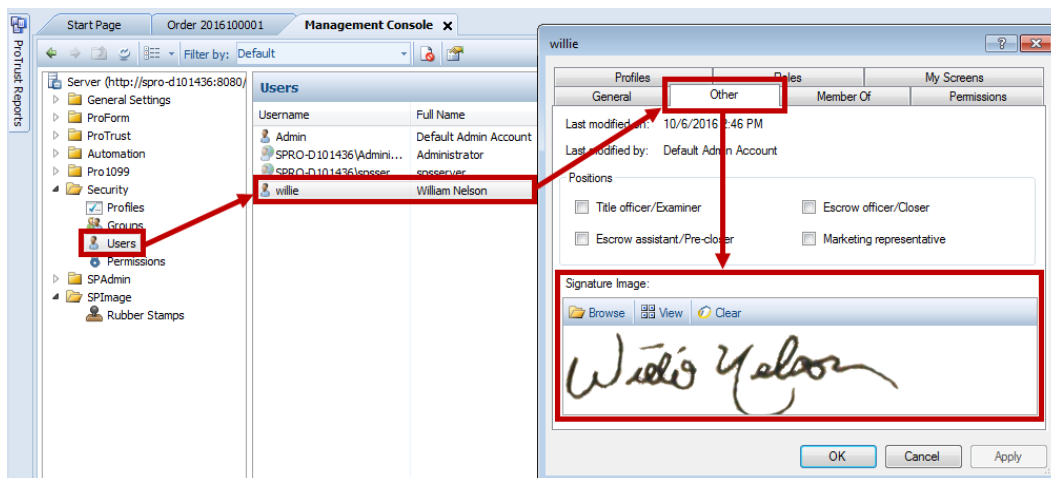 Start Page
Order 2016100001
Management Console
ProTrust Reports
Filter by: Default
Server (http://spro-d101436:8080/
General Settings
ProForm
ProTrust
Automation
Pro1099
Security
Profiles
Groups
Users
Permissions
SPAdmin
SPImage
Rubber Stamps
Users
Username Full Name
Admin Default Admin Account
SPRO-D101436\Admini... Administrator
SPRO-D101436\spsser spsserver
willie William Nelson
willie
Profiles Roles My Screens
General Other Member Of Permissions
Last modified on: 10/6/2016 2:46 PM
Last modified by: Default Admin Account
Positions
Title officer/Examiner Escrow officer/Closer
Escrow assistant/Pre-closer Marketing representative
Signature Image:
Browse View Clear
Willie Nelson
OK Cancel Apply